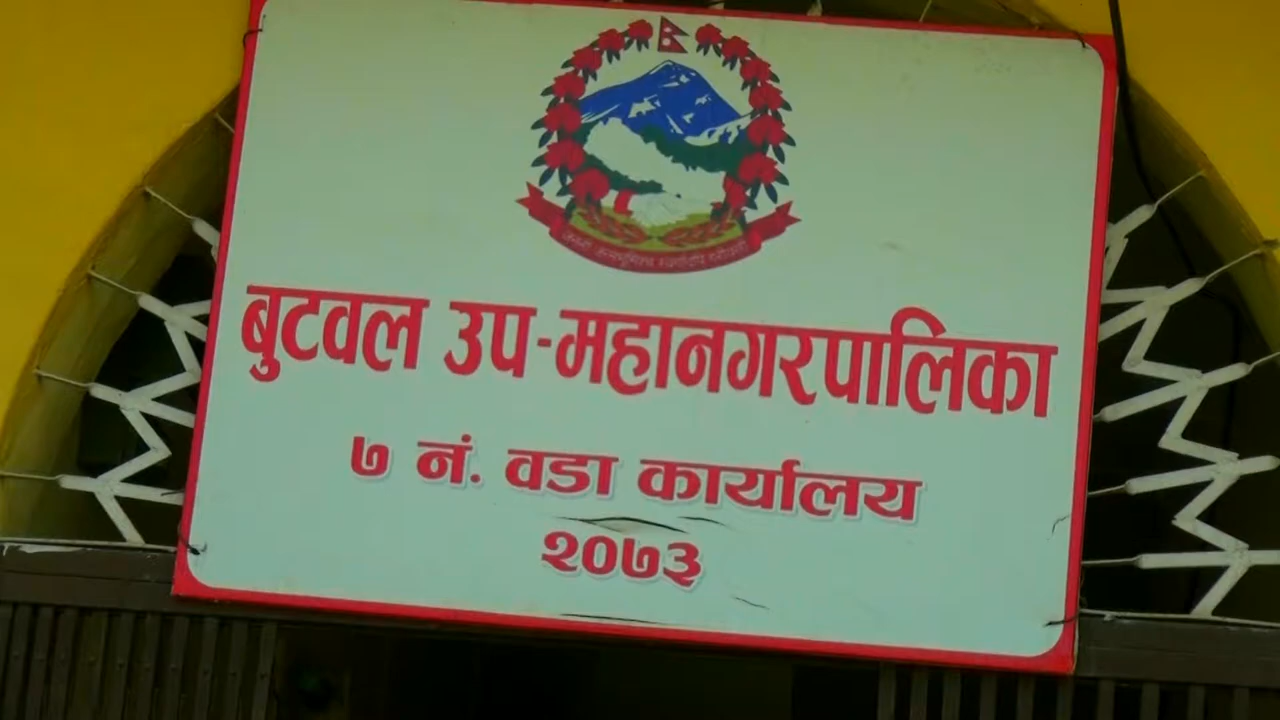 बुटवल उप-महानगरपालिका
७ नं. वडा कार्यालय
२०७३